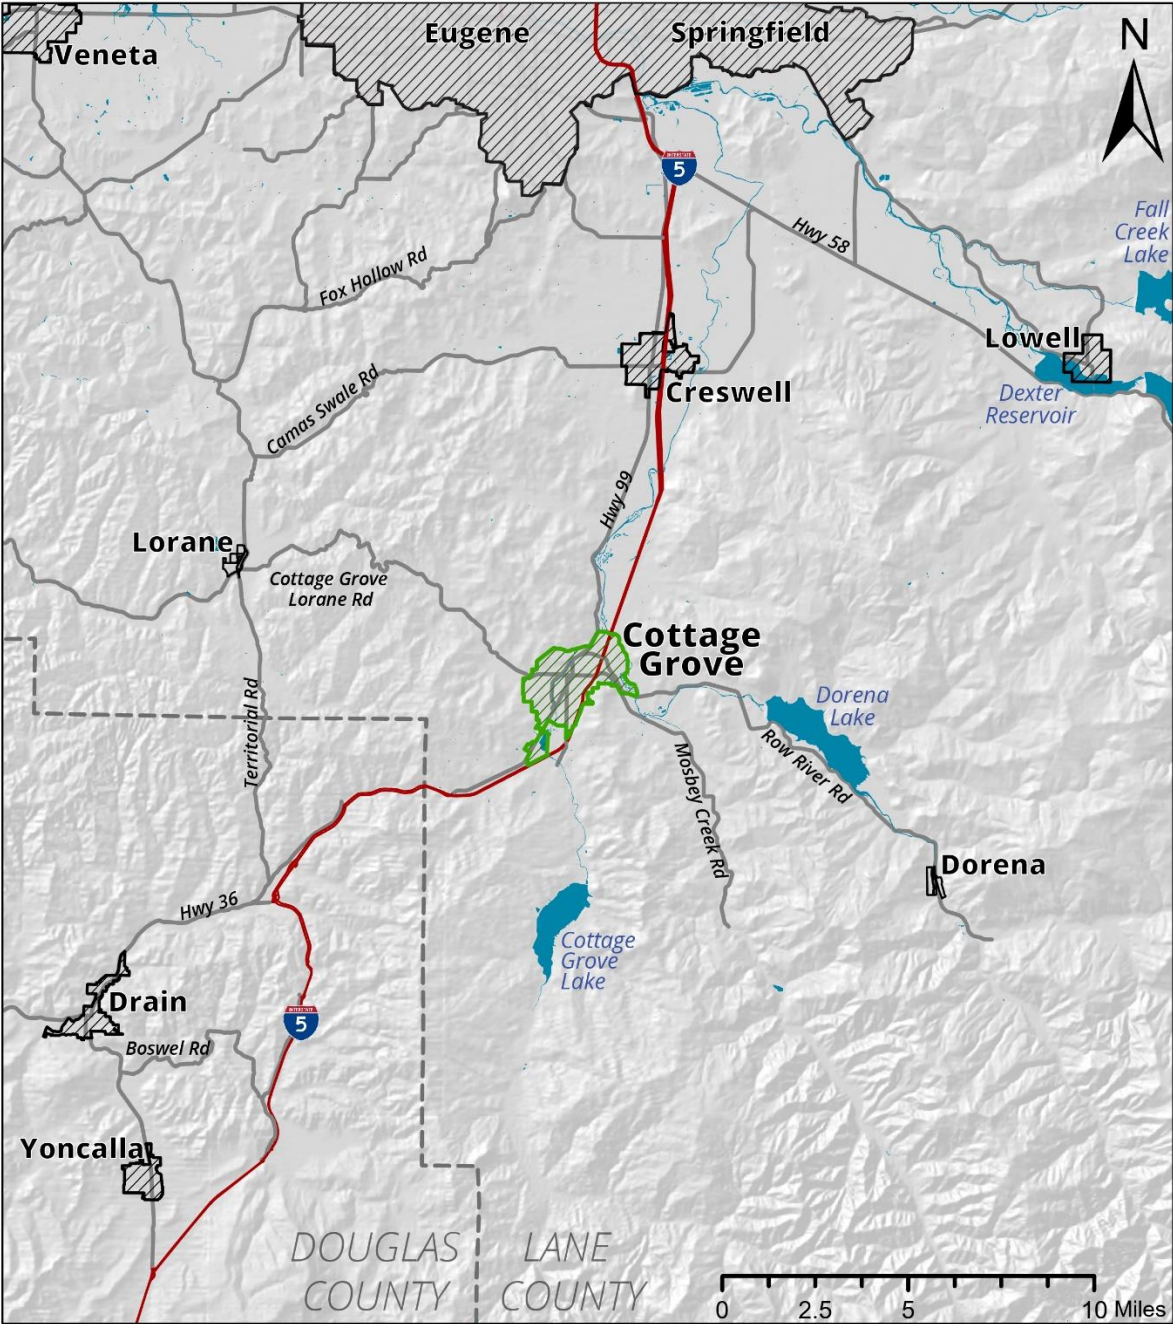 Eugene
Springfield
Veneta
N
INTERSTATE
5
Fall
Creek
Lake
Hwy 58
Fox Hollow Rd
Lowell
Creswell
Dexter
Reservoir
Camas Swale Rd
Hwy 99
Lorane
Cottage Grove
Lorane Rd
Cottage
Grove
Dorena
Lake
Territorial Rd
Mosbey Creek Rd
Row River Rd
Dorena
Hwy 36
Cottage
Grove
Lake
Drain
INTERSTATE
5
Boswel Rd
Yoncalla
DOUGLAS
COUNTY
LANE
COUNTY
0 2.5 5 10 Miles